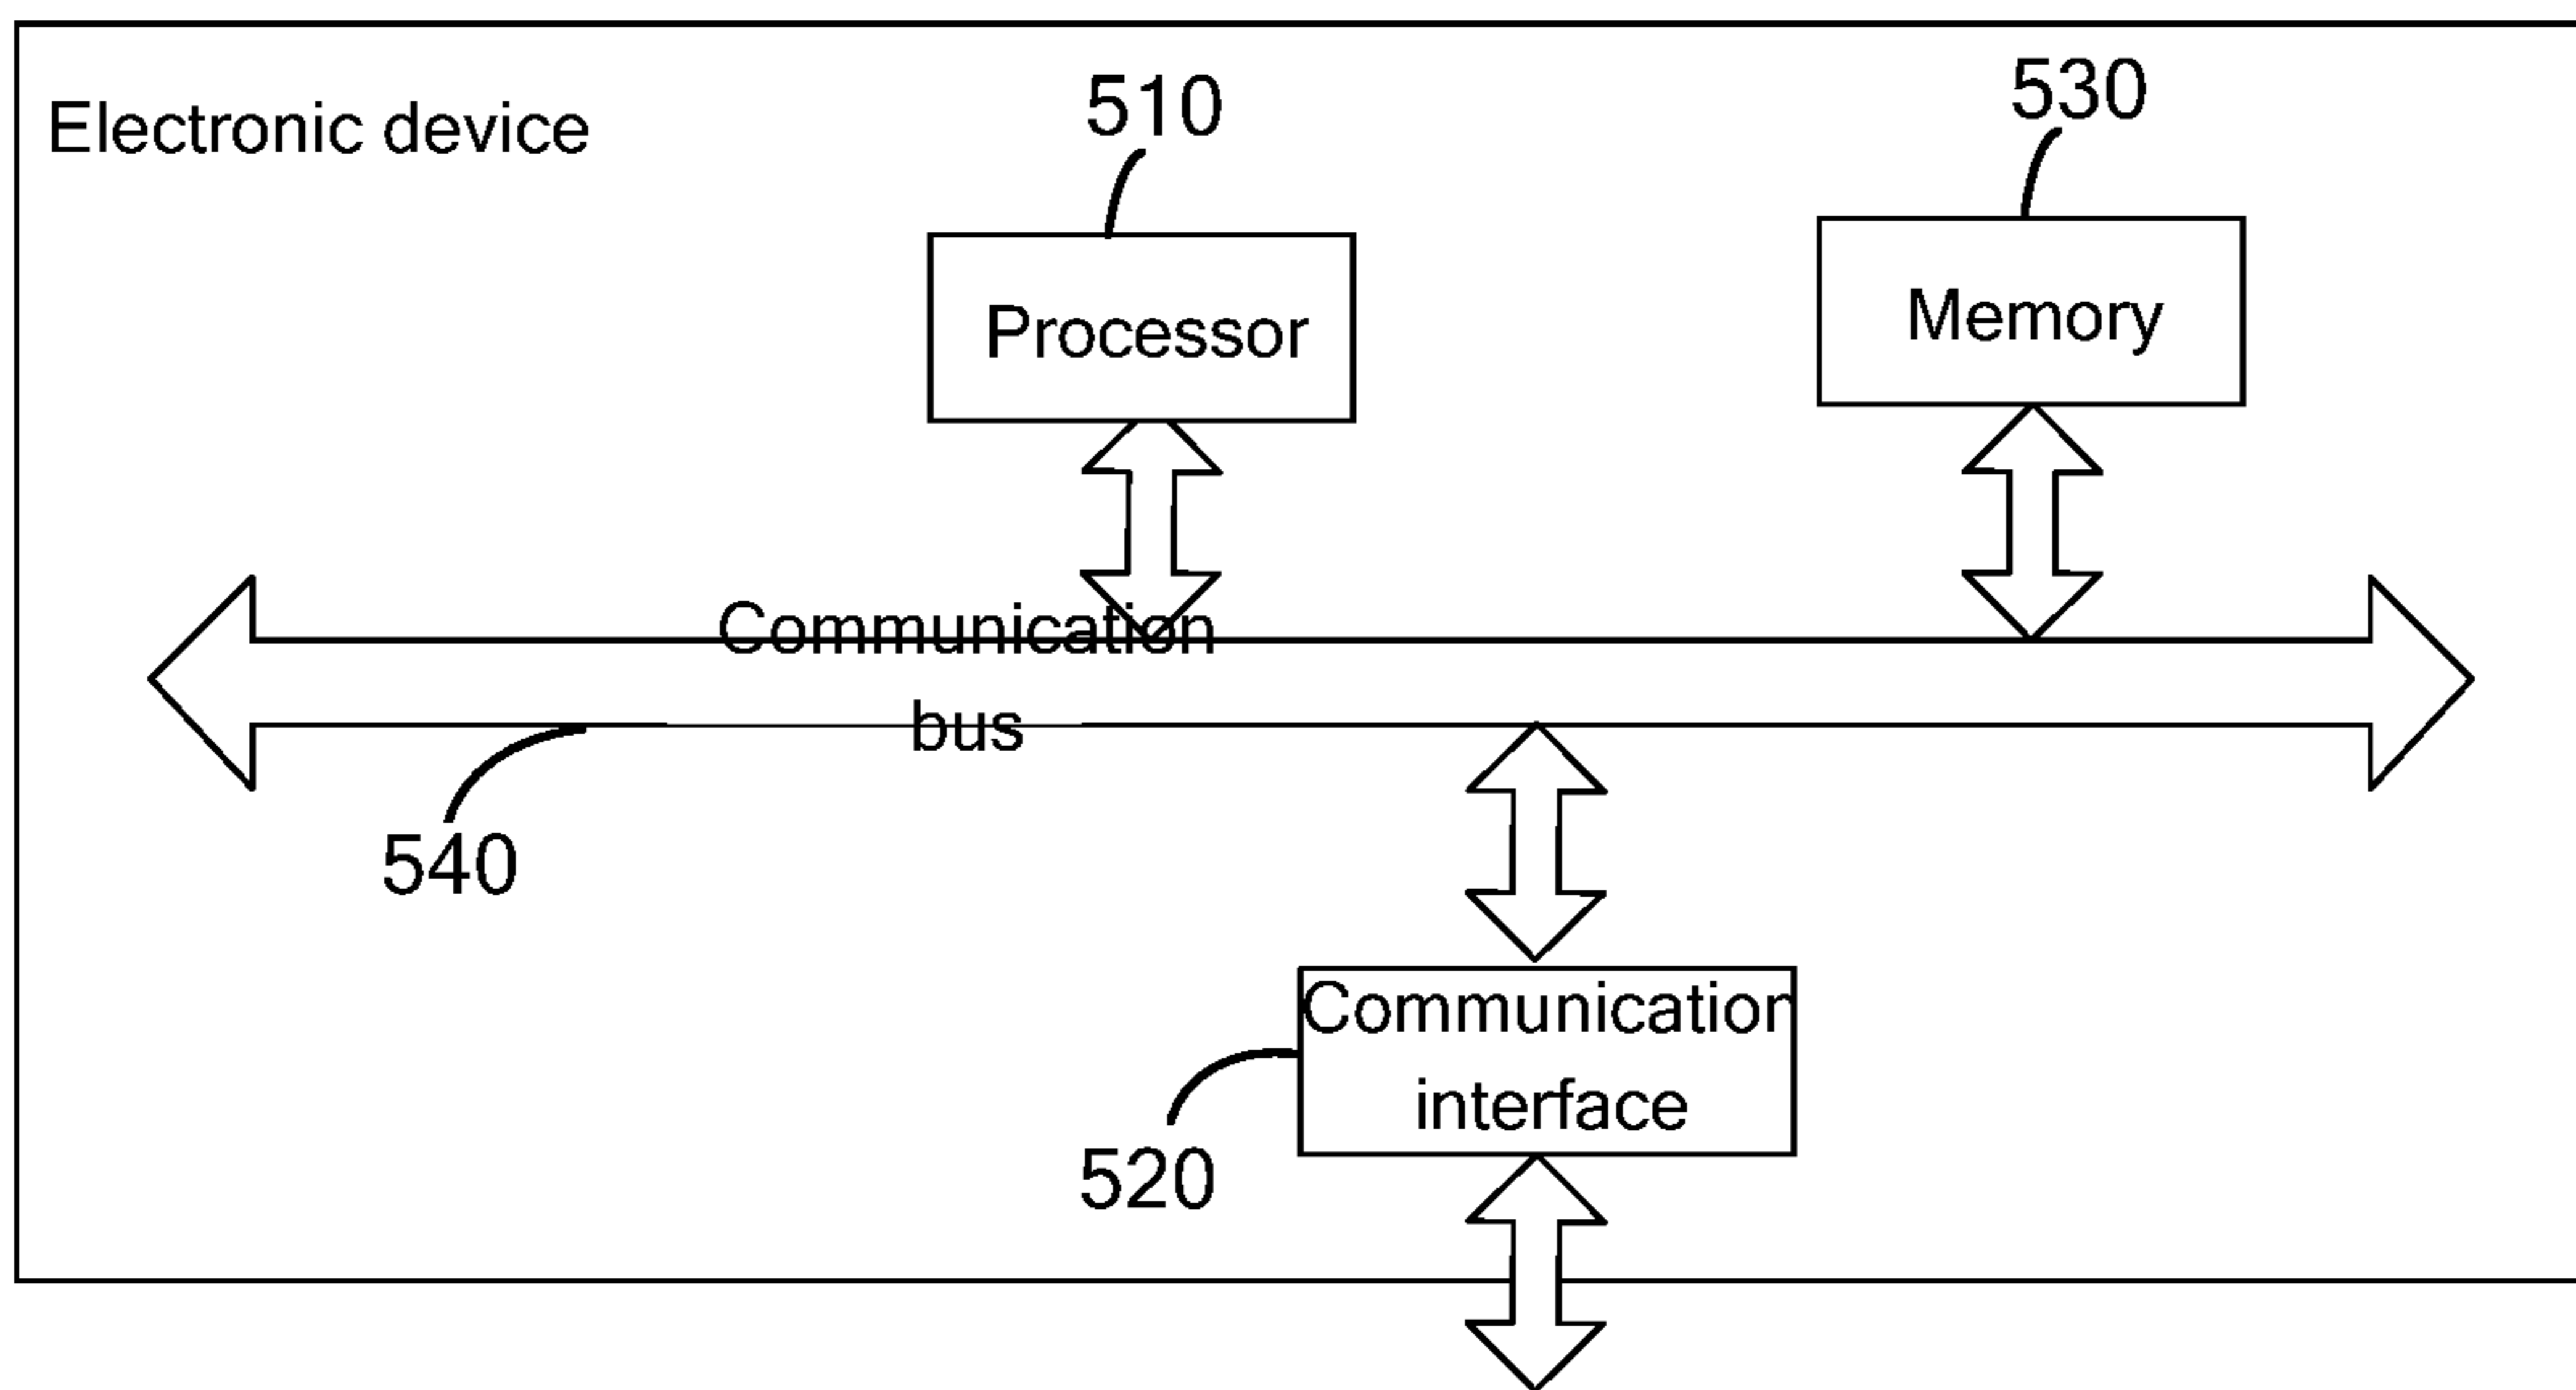 Electronic device
510
530
Processor
Memory
Communication
bus
540
Communication
interface
520